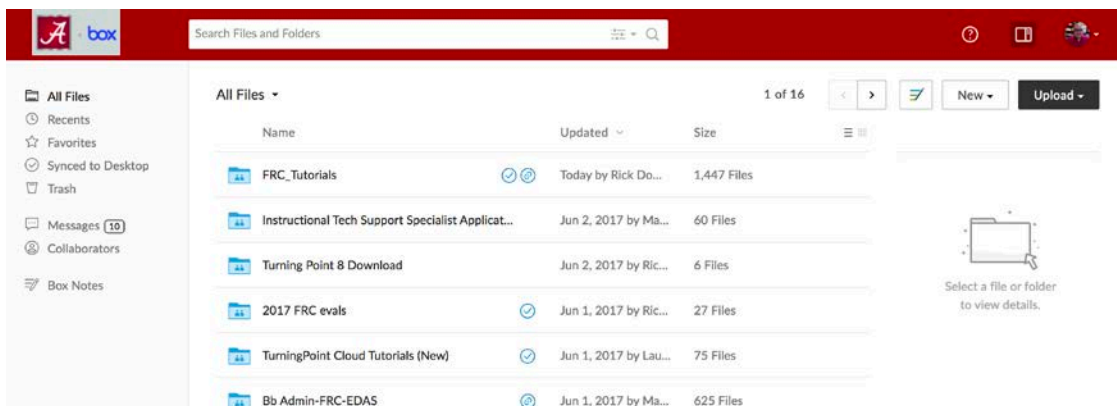 A box
Search Files and Folders
All Files
Recents
Favorites
Synced to Desktop
Trash
Messages 10
Collaborators
Box Notes
All Files
1 of 16
New
Upload
Name Updated Size
FRC_Tutorials Today by Rick Do... 1,447 Files
Instructional Tech Support Specialist Applicat... Jun 2, 2017 by Ma... 60 Files
Turning Point 8 Download Jun 2, 2017 by Ric... 6 Files
2017 FRC evals Jun 1, 2017 by Ric... 27 Files
TurningPoint Cloud Tutorials (New) Jun 1, 2017 by Lau... 75 Files
Bb Admin-FRC-EDAS Jun 1, 2017 by Ma... 625 Files
Select a file or folder
to view details.